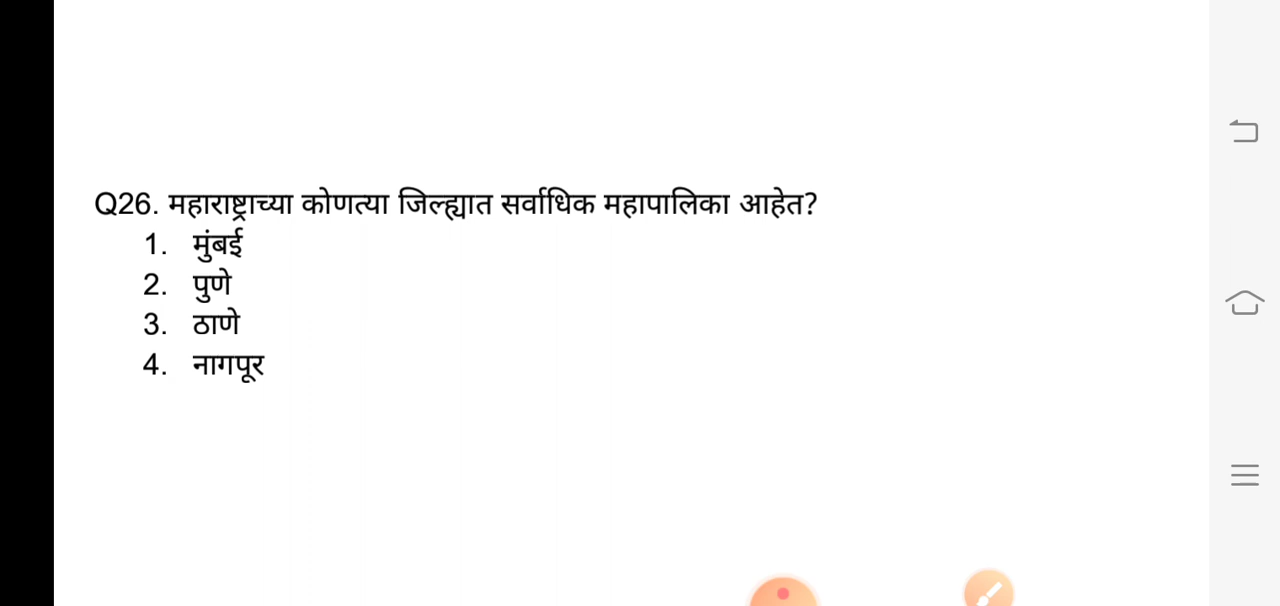 Q26. महाराष्ट्राच्या कोणत्या जिल्ह्यात सर्वाधिक महापालिका आहेत?
1. मुंबई
2. पुणे
3. ठाणे
4. नागपूर